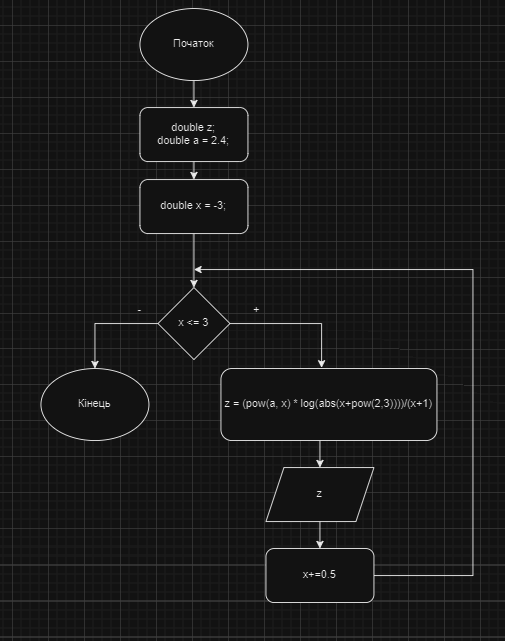 Початок
double z;
double a = 2.4;
double x = -3;
-
+
x <= 3
Кінець
z = (pow(a, x) * log(abs(x+pow(2,3))))/(x+1)
z
x+=0.5